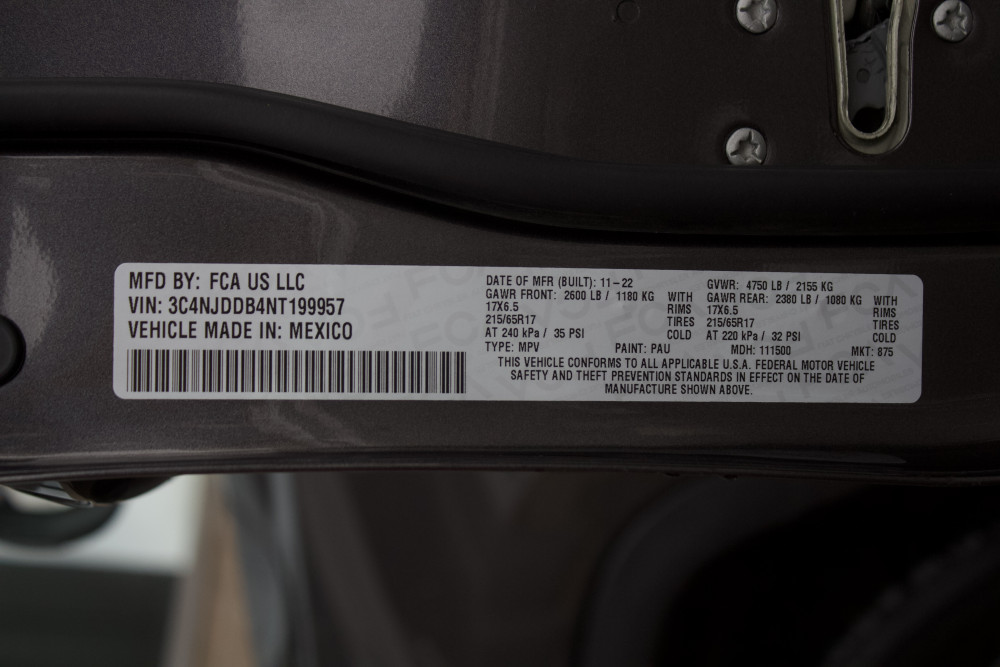 MFD BY: FCA US LLC
VIN: 3C4NJDDB4NT199957
VEHICLE MADE IN: MEXICO
DATE OF MFR (BUILT): 11-22 GVWR: 4750 LB / 2155 KG
GAWR FRONT: 2600 LB / 1180 KG WITH GAWR REAR: 2380 LB / 1080 KG WITH
17X6.5 RIMS 17X6.5 RIMS
215/65R17 TIRES 215/65R17 TIRES
AT 240 kPa / 35 PSI COLD AT 220 kPa / 32 PSI COLD
TYPE: MPV PAINT: PAU MDH: 111500 MKT: 875
THIS VEHICLE CONFORMS TO ALL APPLICABLE U.S.A. FEDERAL MOTOR VEHICLE
SAFETY AND THEFT PREVENTION STANDARDS IN EFFECT ON THE DATE OF
MANUFACTURE SHOWN ABOVE.